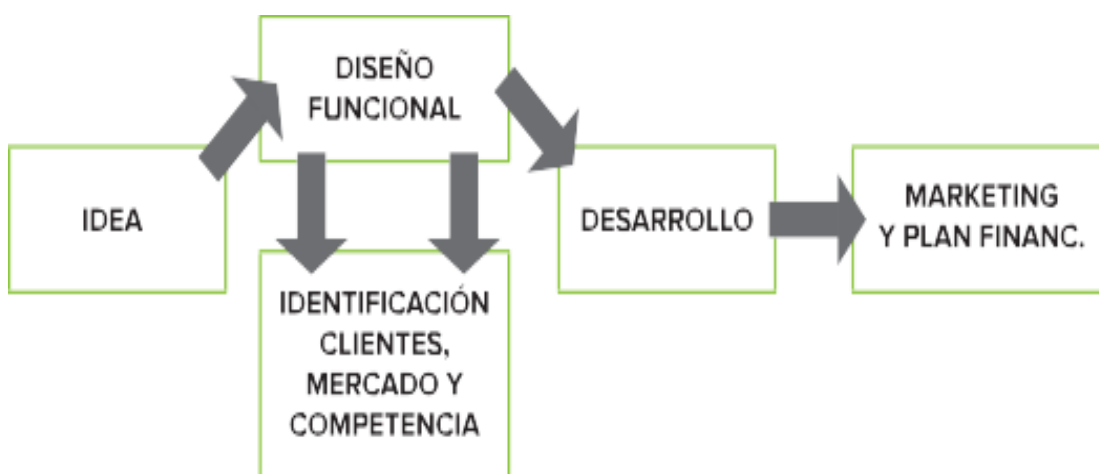 IDEA
DISEÑO
FUNCIONAL
IDENTIFICACIÓN
CLIENTES,
MERCADO Y
COMPETENCIA
DESARROLLO
MARKETING
Y PLAN FINANC.